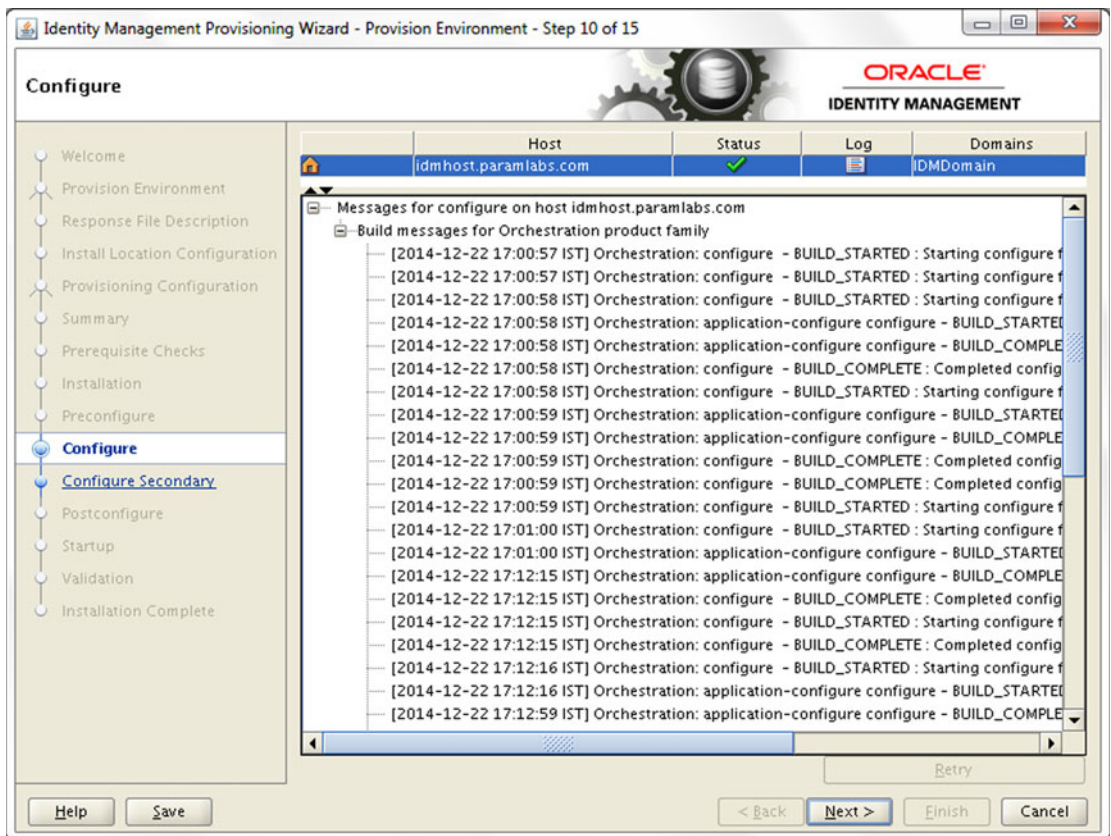 Identity Management Provisioning Wizard - Provision Environment - Step 10 of 15
Configure
ORACLE
IDENTITY MANAGEMENT
Welcome
Provision Environment
Response File Description
Install Location Configuration
Provisioning Configuration
Summary
Prerequisite Checks
Installation
Preconfigure
Configure
Configure Secondary
Postconfigure
Startup
Validation
Installation Complete
Host Status Log Domains
idmhost.paramlabs.com IDMDomain
Messages for configure on host idmhost.paramlabs.com
Build messages for Orchestration product family
[2014-12-22 17:00:57 IST] Orchestration: configure - BUILD_STARTED : Starting configure f
[2014-12-22 17:00:57 IST] Orchestration: configure - BUILD_STARTED : Starting configure f
[2014-12-22 17:00:58 IST] Orchestration: configure - BUILD_STARTED : Starting configure f
[2014-12-22 17:00:58 IST] Orchestration: application-configure configure - BUILD_STARTED
[2014-12-22 17:00:58 IST] Orchestration: application-configure configure - BUILD_COMPLE
[2014-12-22 17:00:58 IST] Orchestration: configure - BUILD_COMPLETE : Completed config
[2014-12-22 17:00:58 IST] Orchestration: configure - BUILD_STARTED : Starting configure f
[2014-12-22 17:00:59 IST] Orchestration: application-configure configure - BUILD_STARTED
[2014-12-22 17:00:59 IST] Orchestration: application-configure configure - BUILD_COMPLE
[2014-12-22 17:00:59 IST] Orchestration: configure - BUILD_COMPLETE : Completed config
[2014-12-22 17:00:59 IST] Orchestration: configure - BUILD_COMPLETE : Completed config
[2014-12-22 17:00:59 IST] Orchestration: configure - BUILD_STARTED : Starting configure f
[2014-12-22 17:01:00 IST] Orchestration: configure - BUILD_STARTED : Starting configure f
[2014-12-22 17:01:00 IST] Orchestration: application-configure configure - BUILD_STARTED
[2014-12-22 17:12:15 IST] Orchestration: application-configure configure - BUILD_COMPLE
[2014-12-22 17:12:15 IST] Orchestration: configure - BUILD_COMPLETE : Completed config
[2014-12-22 17:12:15 IST] Orchestration: configure - BUILD_STARTED : Starting configure f
[2014-12-22 17:12:15 IST] Orchestration: configure - BUILD_COMPLETE : Completed config
[2014-12-22 17:12:16 IST] Orchestration: configure - BUILD_STARTED : Starting configure f
[2014-12-22 17:12:16 IST] Orchestration: application-configure configure - BUILD_STARTED
[2014-12-22 17:12:59 IST] Orchestration: application-configure configure - BUILD_COMPLE
Retry
Help Save < Back Next > Finish Cancel